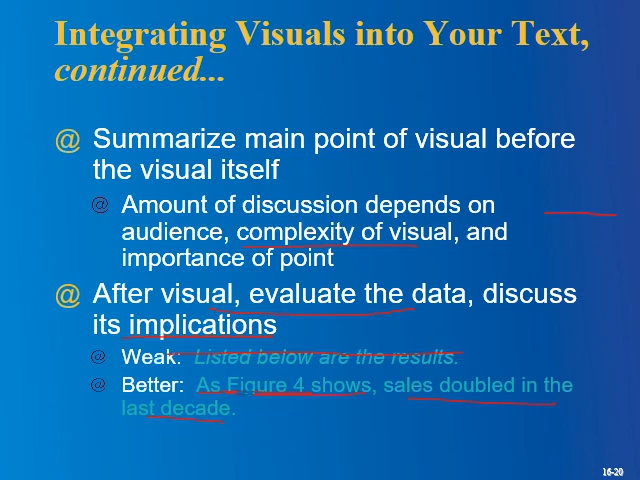 Integrating Visuals into Your Text,
continued...
@ Summarize main point of visual before
the visual itself
@ Amount of discussion depends on
audience, complexity of visual, and
importance of point
@ After visual, evaluate the data, discuss
its implications
@ Weak: Listed below are the results.
@ Better: As Figure 4 shows, sales doubled in the
last decade.
16-20